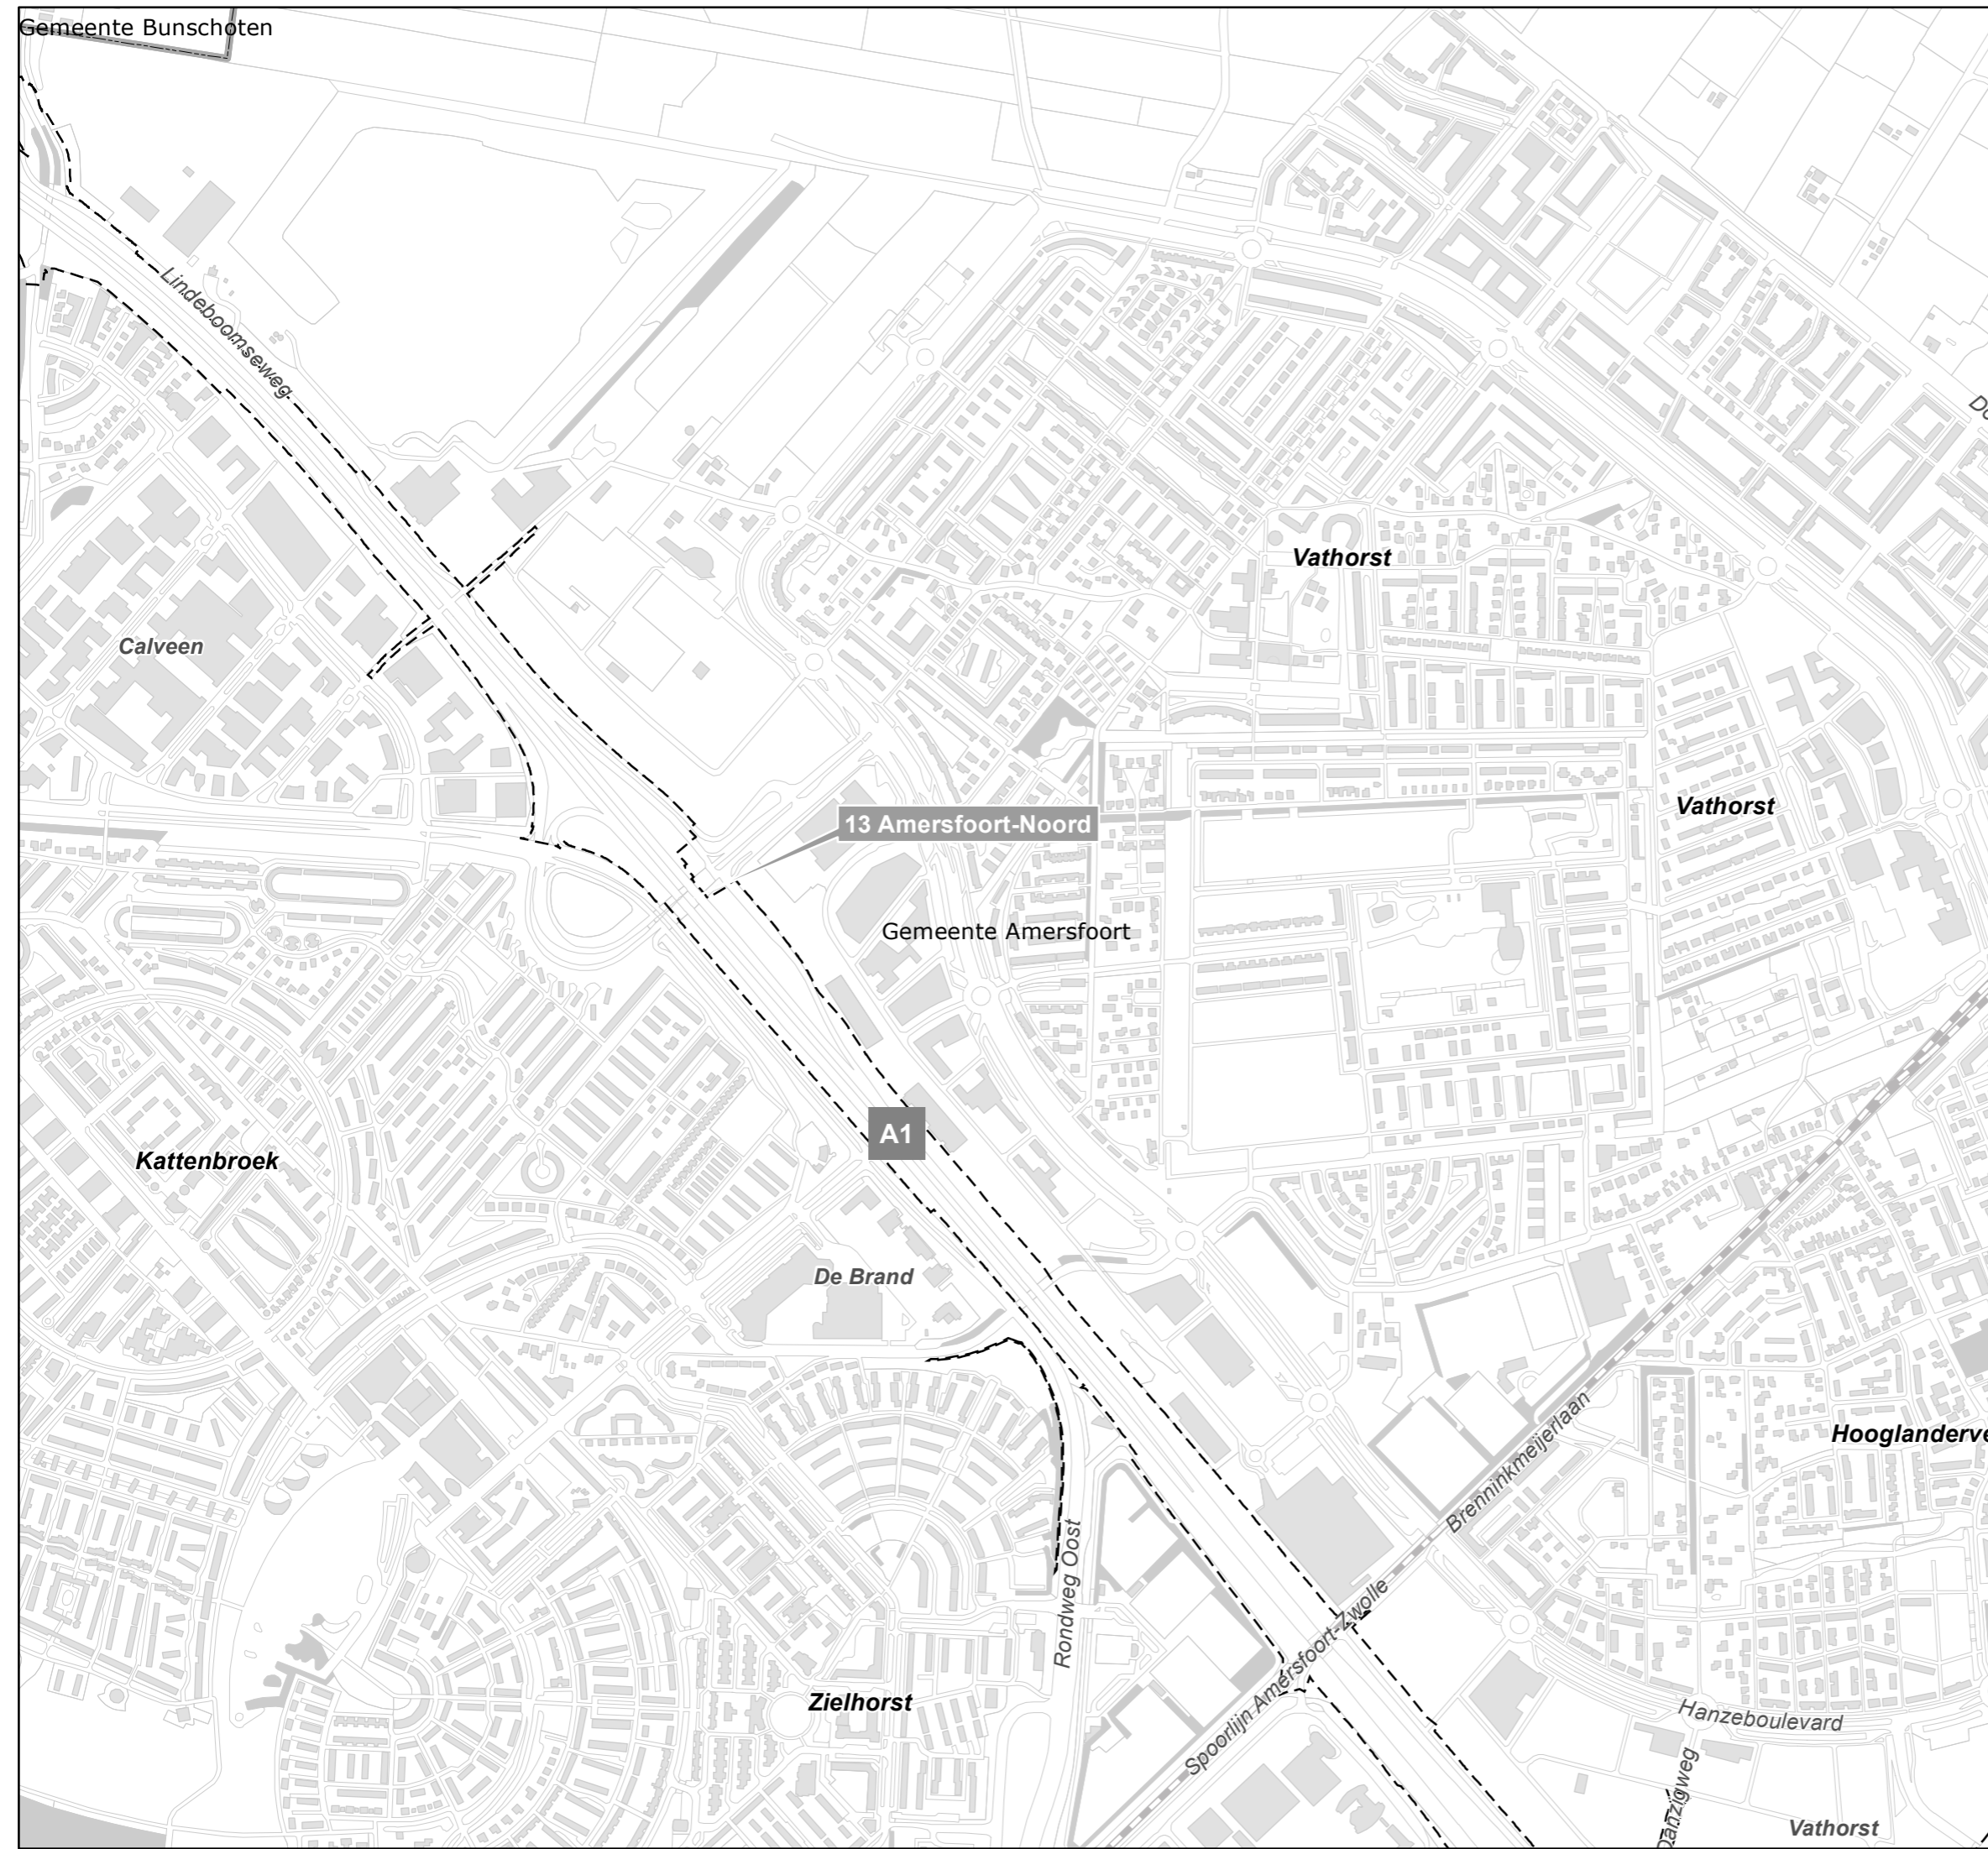 Gemeente Bunschoten
Lindeboomseweg
Vathorst
Calveen
Vathorst
13 Amersfoort-Noord
Gemeente Amersfoort
A1
Kattenbroek
De Brand
Brenninkmeijerlaan
Hooglanderve
Rondweg Oost
Spoorlijn Amersfoort-Zwolle
Zielhorst
Hanzeboulevard
Danzigweg
Vathorst